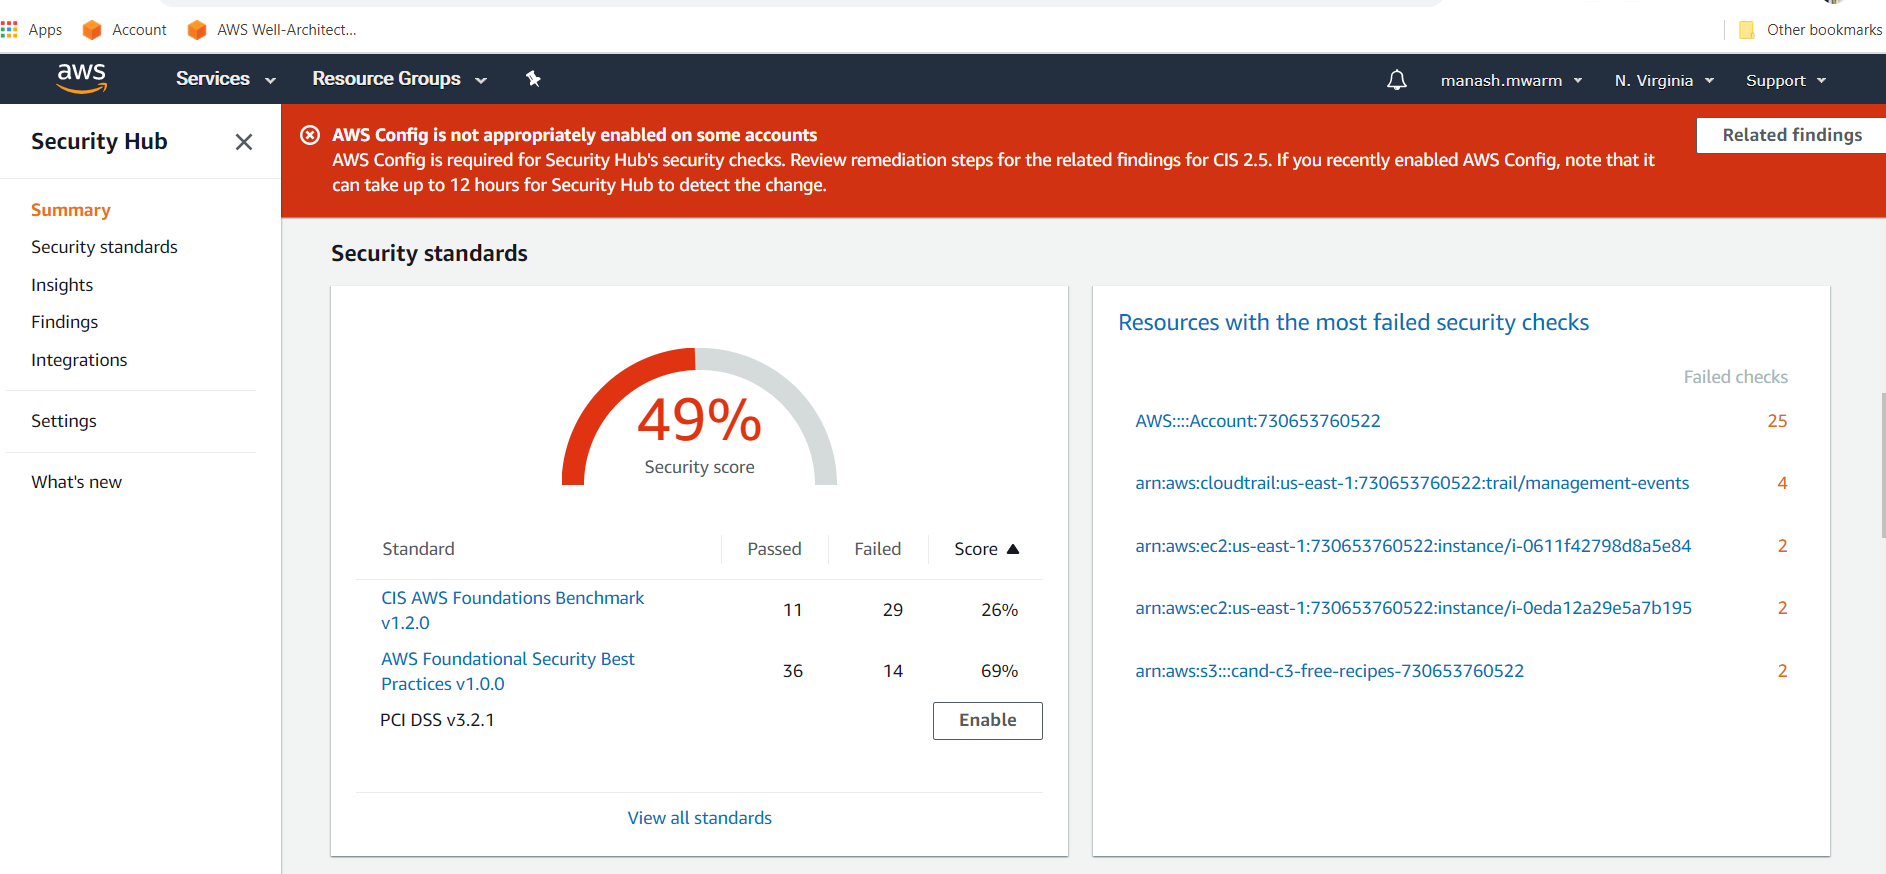 Apps
Account
AWS Well-Architect...
Other bookmarks
aws
Services
Resource Groups
manash.mwarm
N. Virginia
Support
Security Hub
Summary
Security standards
Insights
Findings
Integrations
Settings
What's new
AWS Config is not appropriately enabled on some accounts
AWS Config is required for Security Hub's security checks. Review remediation steps for the related findings for CIS 2.5. If you recently enabled AWS Config, note that it
can take up to 12 hours for Security Hub to detect the change.
Related findings
Security standards
49%
Security score
Standard Passed Failed Score
CIS AWS Foundations Benchmark
v1.2.0
11 29 26%
AWS Foundational Security Best
Practices v1.0.0
36 14 69%
PCI DSS v3.2.1
Enable
View all standards
Resources with the most failed security checks
Failed checks
AWS::::Account:730653760522 25
arn:aws:cloudtrail:us-east-1:730653760522:trail/management-events 4
arn:aws:ec2:us-east-1:730653760522:instance/i-0611f42798d8a5e84 2
arn:aws:ec2:us-east-1:730653760522:instance/i-0eda12a29e5a7b195 2
arn:aws:s3:::cand-c3-free-recipes-730653760522 2